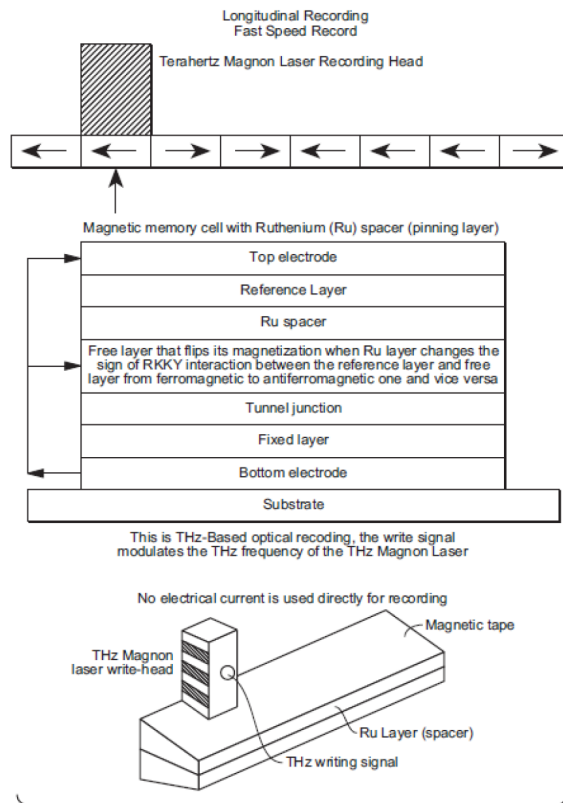 Longitudinal Recording
Fast Speed Record
Terahertz Magnon Laser Recording Head
Magnetic memory cell with Ruthenium (Ru) spacer (pinning layer)
Top electrode
Reference Layer
Ru spacer
Free layer that flips its magnetization when Ru layer changes the
sign of RKKY interaction between the reference layer and free
layer from ferromagnetic to antiferromagnetic one and vice versa
Tunnel junction
Fixed layer
Bottom electrode
Substrate
This is THz-Based optical recoding, the write signal
modulates the THz frequency of the THz Magnon Laser
No electrical current is used directly for recording
Magnetic tape
THz Magnon
laser write-head
Ru Layer (spacer)
THz writing signal